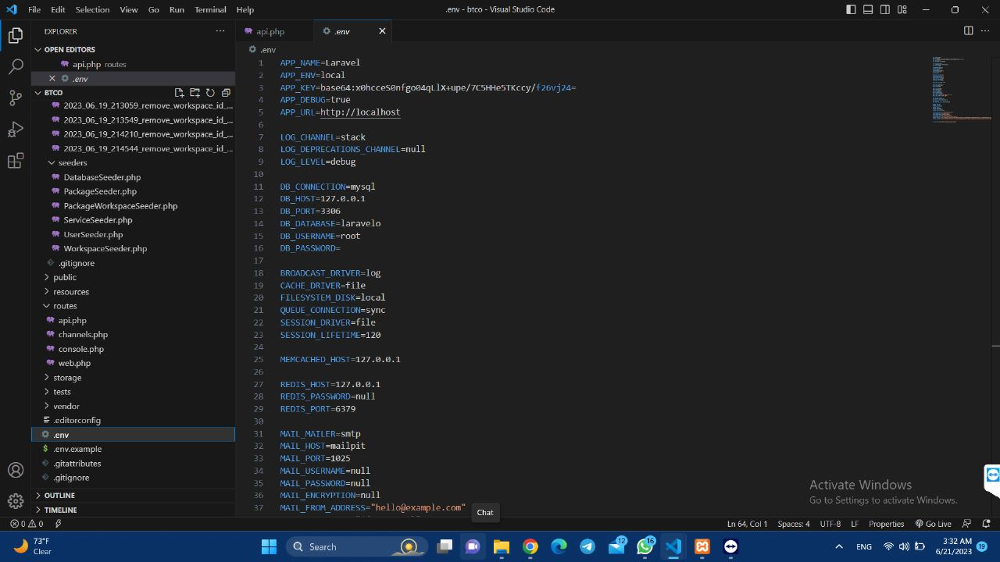 File Edit Selection View Go Run Terminal Help
.env - btco - Visual Studio Code
EXPLORER
OPEN EDITORS
api.php routes
.env
BTCO
2023_06_19_213059_remove_workspace_id_...
2023_06_19_213549_remove_workspace_id_...
2023_06_19_214210_remove_workspace_id_...
2023_06_19_214544_remove_workspace_id_...
seeders
DatabaseSeeder.php
PackageSeeder.php
PackageWorkspaceSeeder.php
ServiceSeeder.php
UserSeeder.php
WorkspaceSeeder.php
.gitignore
public
resources
routes
api.php
channels.php
console.php
web.php
storage
tests
vendor
.editorconfig
.env
.env.example
.gitattributes
.gitignore
OUTLINE
TIMELINE
api.php
.env
.env
1 APP_NAME=Laravel
2 APP_ENV=local
3 APP_KEY=base64:x0hcceS0nfgo04qLlX+upe/7C5HHe5TKccy/f26vj24=
4 APP_DEBUG=true
5 APP_URL=http://localhost
6
7 LOG_CHANNEL=stack
8 LOG_DEPRECATIONS_CHANNEL=null
9 LOG_LEVEL=debug
10
11 DB_CONNECTION=mysql
12 DB_HOST=127.0.0.1
13 DB_PORT=3306
14 DB_DATABASE=laravelo
15 DB_USERNAME=root
16 DB_PASSWORD=
17
18 BROADCAST_DRIVER=log
19 CACHE_DRIVER=file
20 FILESYSTEM_DISK=local
21 QUEUE_CONNECTION=sync
22 SESSION_DRIVER=file
23 SESSION_LIFETIME=120
24
25 MEMCACHED_HOST=127.0.0.1
26
27 REDIS_HOST=127.0.0.1
28 REDIS_PASSWORD=null
29 REDIS_PORT=6379
30
31 MAIL_MAILER=smtp
32 MAIL_HOST=mailpit
33 MAIL_PORT=1025
34 MAIL_USERNAME=null
35 MAIL_PASSWORD=null
36 MAIL_ENCRYPTION=null
37 MAIL_FROM_ADDRESS="hello@example.com"
Chat
Activate Windows
Go to Settings to activate Windows.
0 0
Ln 64, Col 1 Spaces: 4 UTF-8 LF Properties Go Live
73°F
Clear
Search
12
16
ENG
3:32 AM
6/21/2023
19